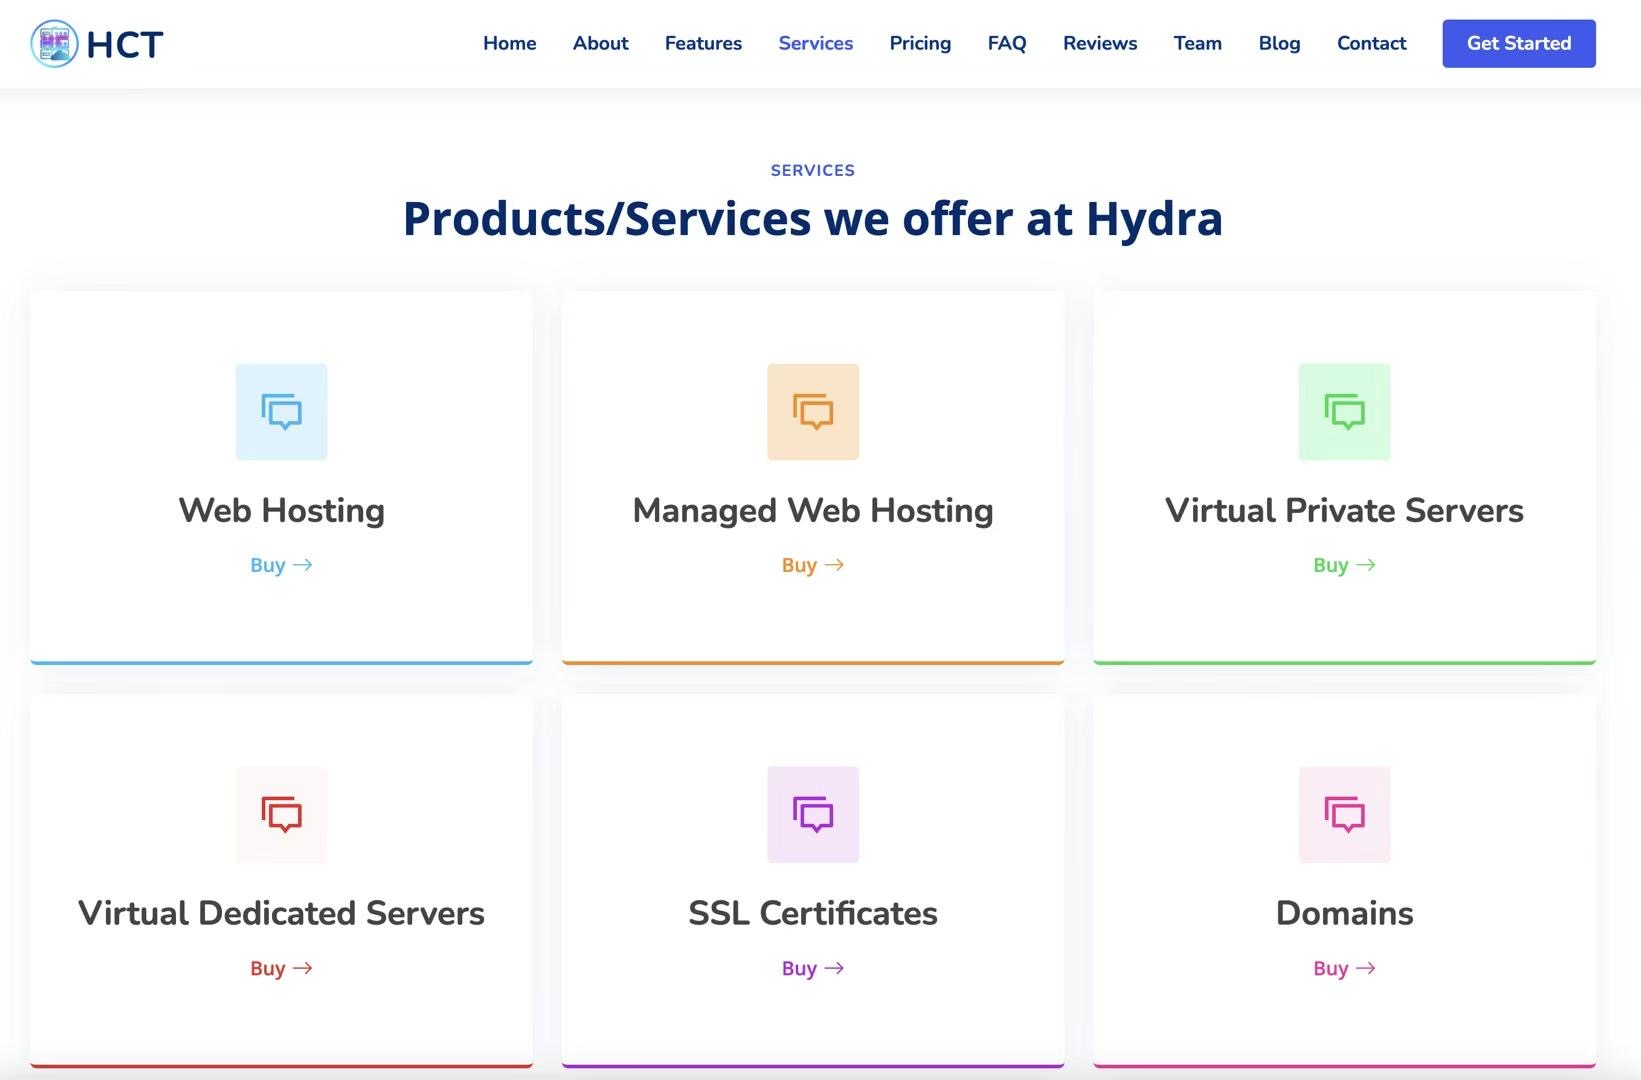 HCT
Home About Features Services Pricing FAQ Reviews Team Blog Contact Get Started
SERVICES
Products/Services we offer at Hydra
Web Hosting
Buy →
Managed Web Hosting
Buy →
Virtual Private Servers
Buy →
Virtual Dedicated Servers
Buy →
SSL Certificates
Buy →
Domains
Buy →